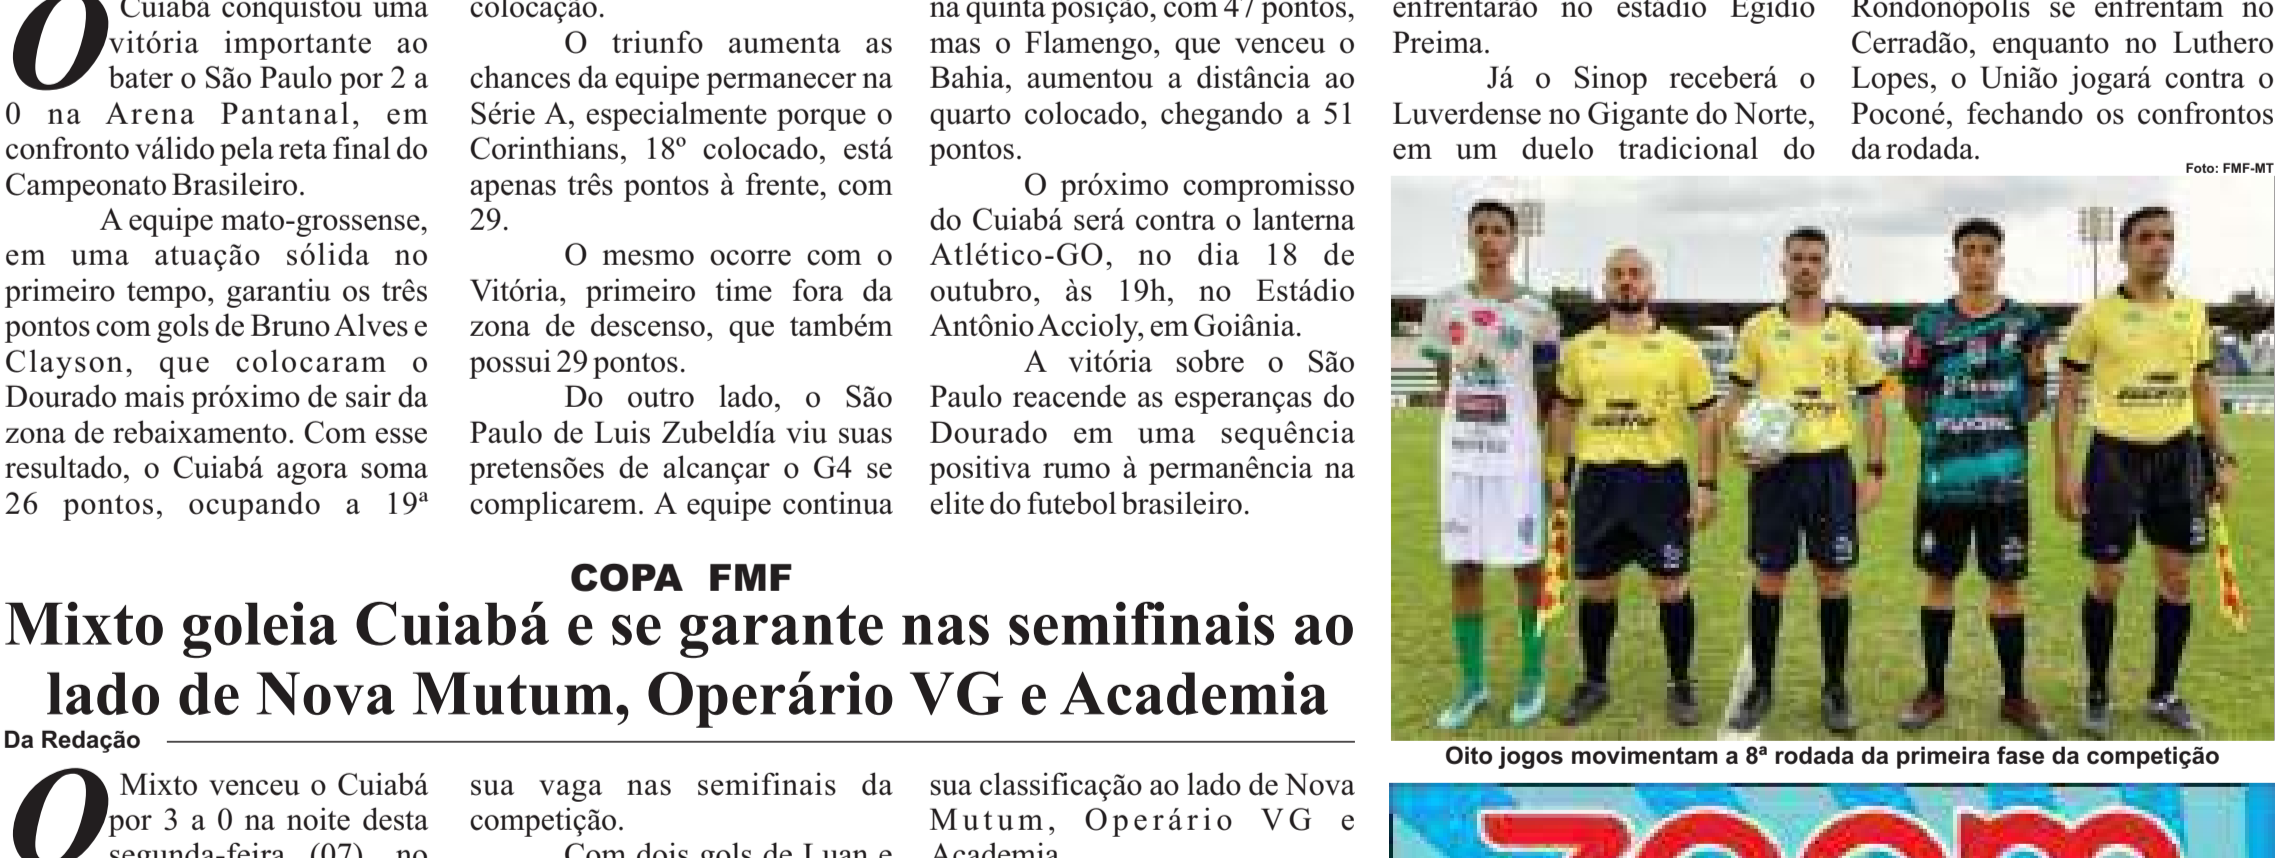 O Cuiabá conquistou uma
vitória importante ao
bater o São Paulo por 2 a
0 na Arena Pantanal, em
confronto válido pela reta final do
Campeonato Brasileiro.
A equipe mato-grossense,
em uma atuação sólida no
primeiro tempo, garantiu os três
pontos com gols de Bruno Alves e
Clayson, que colocaram o
Dourado mais próximo de sair da
zona de rebaixamento. Com esse
resultado, o Cuiabá agora soma
26 pontos, ocupando a 19ª
colocação.
O triunfo aumenta as
chances da equipe permanecer na
Série A, especialmente porque o
Corinthians, 18º colocado, está
apenas três pontos à frente, com
29.
O mesmo ocorre com o
Vitória, primeiro time fora da
zona de descenso, que também
possui 29 pontos.
Do outro lado, o São
Paulo de Luis Zubeldía viu suas
pretensões de alcançar o G4 se
complicarem. A equipe continua
na quinta posição, com 47 pontos,
mas o Flamengo, que venceu o
Bahia, aumentou a distância ao
quarto colocado, chegando a 51
pontos.
O próximo compromisso
do Cuiabá será contra o lanterna
Atlético-GO, no dia 18 de
outubro, às 19h, no Estádio
Antônio Accioly, em Goiânia.
A vitória sobre o São
Paulo reacende as esperanças do
Dourado em uma sequência
positiva rumo à permanência na
elite do futebol brasileiro.
enfrentarão no estádio Egídio
Preima.
Já o Sinop receberá o
Luverdense no Gigante do Norte,
em um duelo tradicional do
Rondonópolis se enfrentam no
Cerradão, enquanto no Luthero
Lopes, o União jogará contra o
Poconé, fechando os confrontos
da rodada.
Foto: FMF-MT
Oito jogos movimentam a 8ª rodada da primeira fase da competição
COPA FMF
Mixto goleia Cuiabá e se garante nas semifinais ao
lado de Nova Mutum, Operário VG e Academia
Da Redação
O Mixto venceu o Cuiabá
por 3 a 0 na noite desta
segunda-feira (07), no
sua vaga nas semifinais da
competição.
Com dois gols de Luan e
sua classificação ao lado de Nova
Mutum, Operário VG e
Academia
zoom